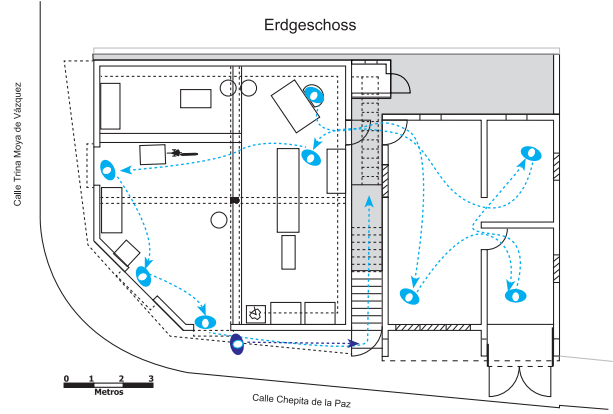 Erdgeschoss
Calle Trina Moya de Vázquez
0 1 2 3
Metros
Calle Chepita de la Paz